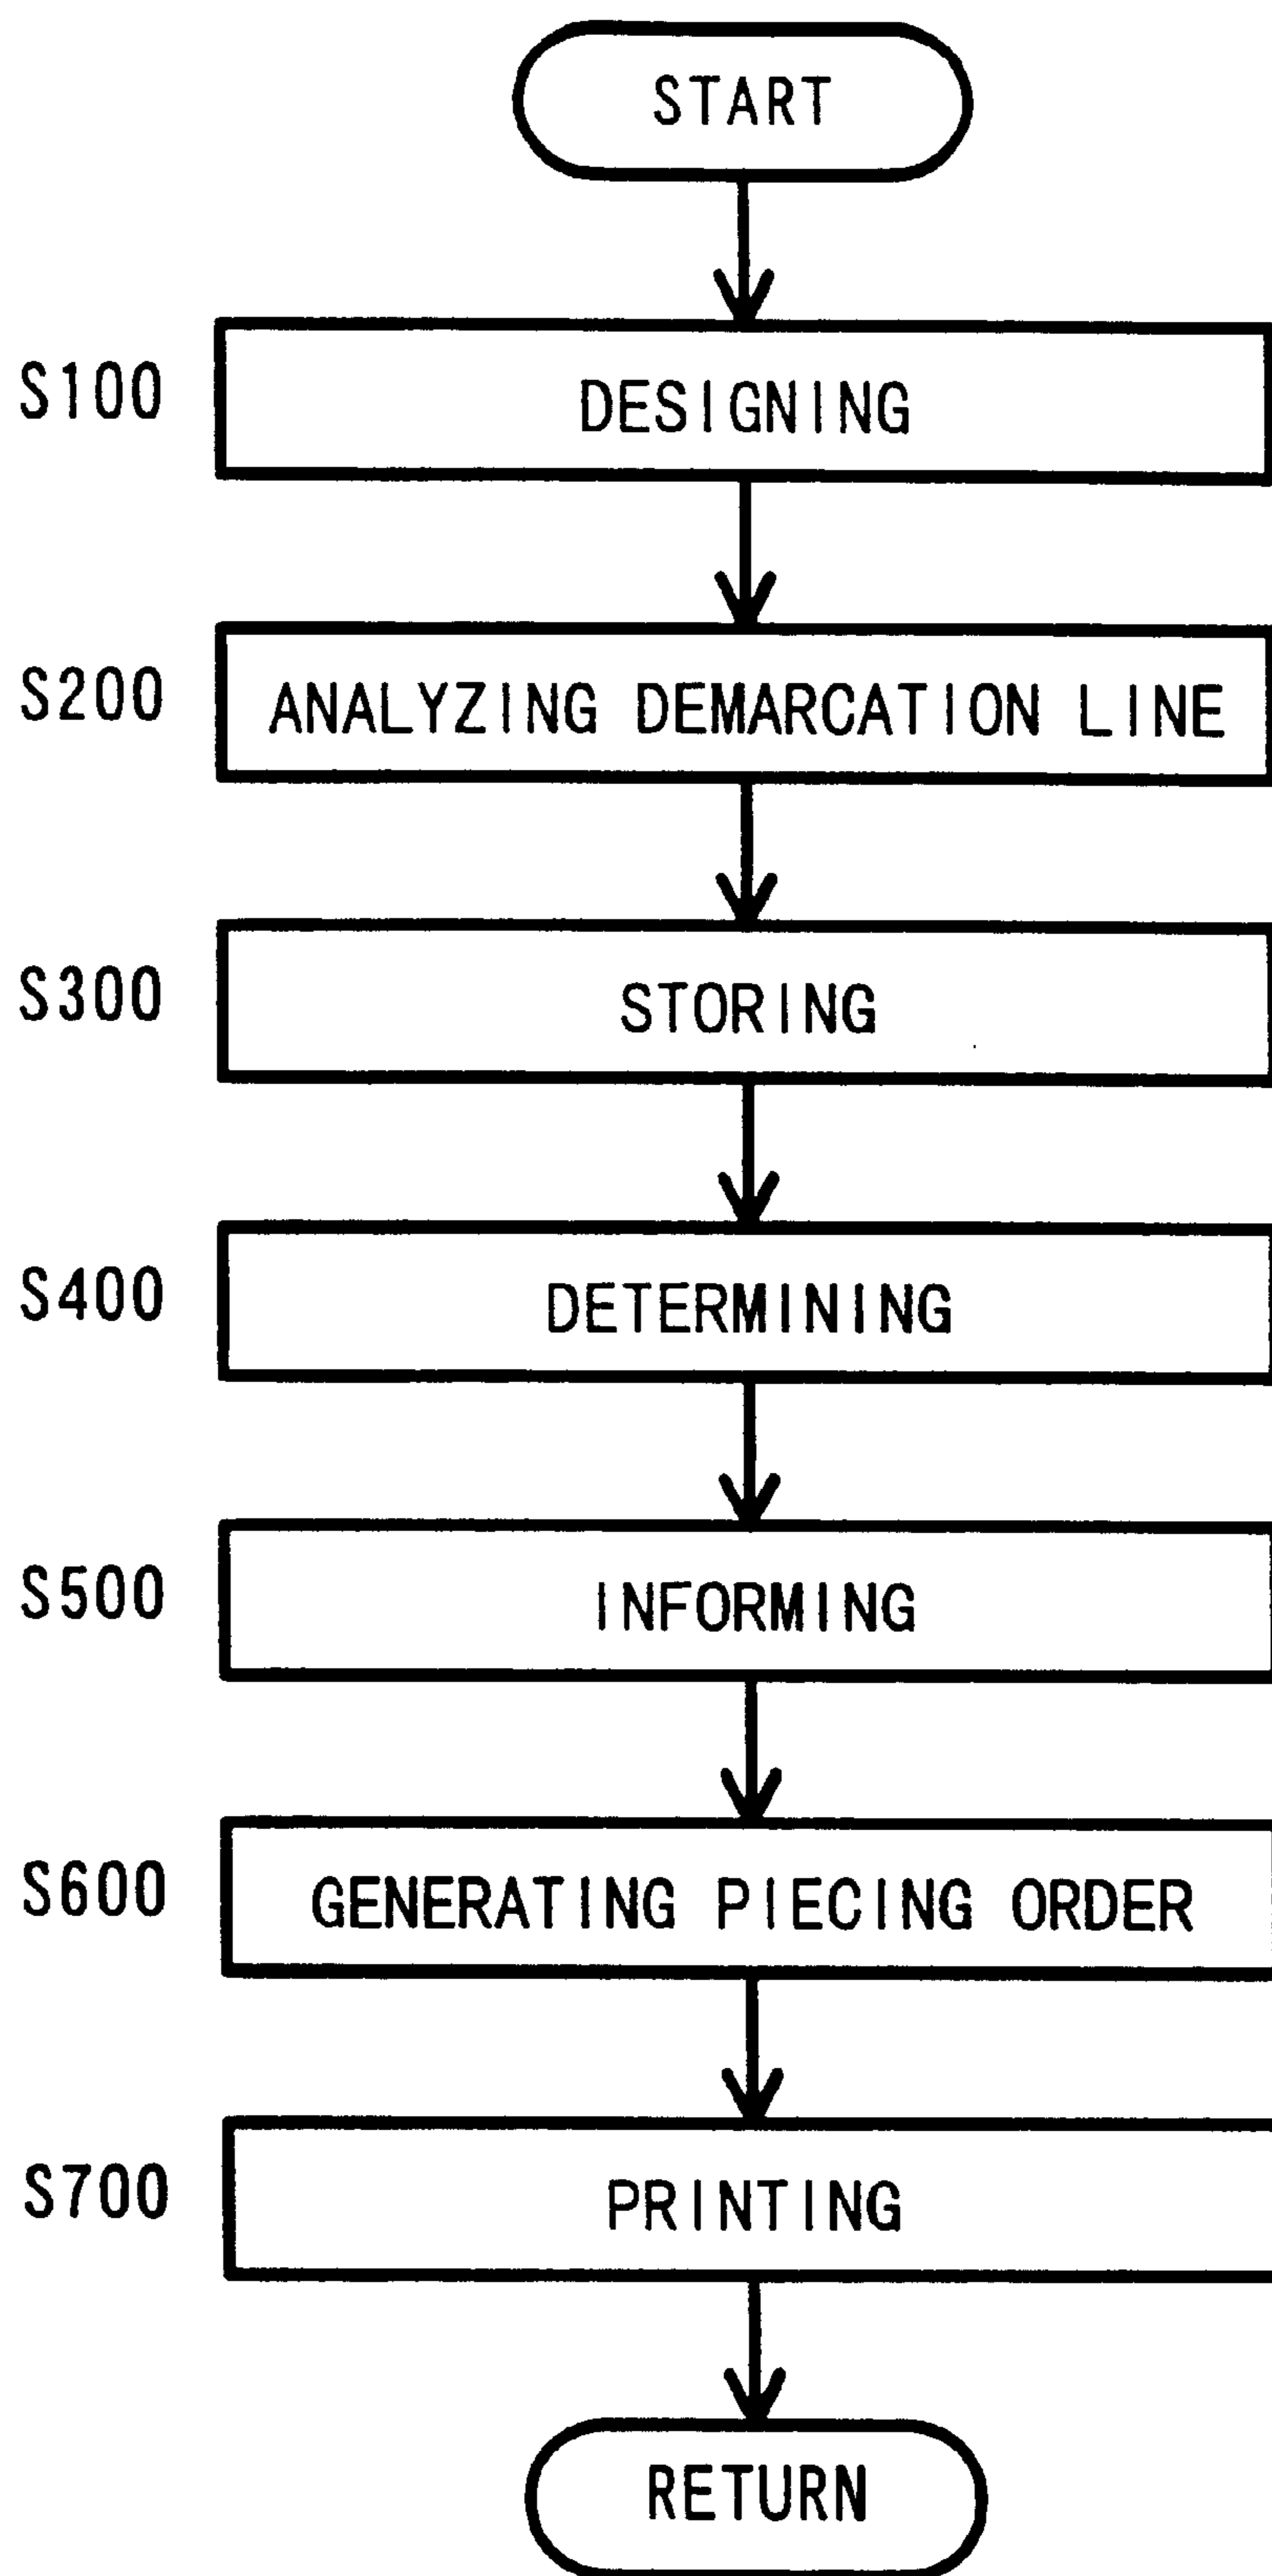 START
S100 DESIGNING
S200 ANALYZING DEMARCATION LINE
S300 STORING
S400 DETERMINING
S500 INFORMING
S600 GENERATING PIECING ORDER
S700 PRINTING
RETURN